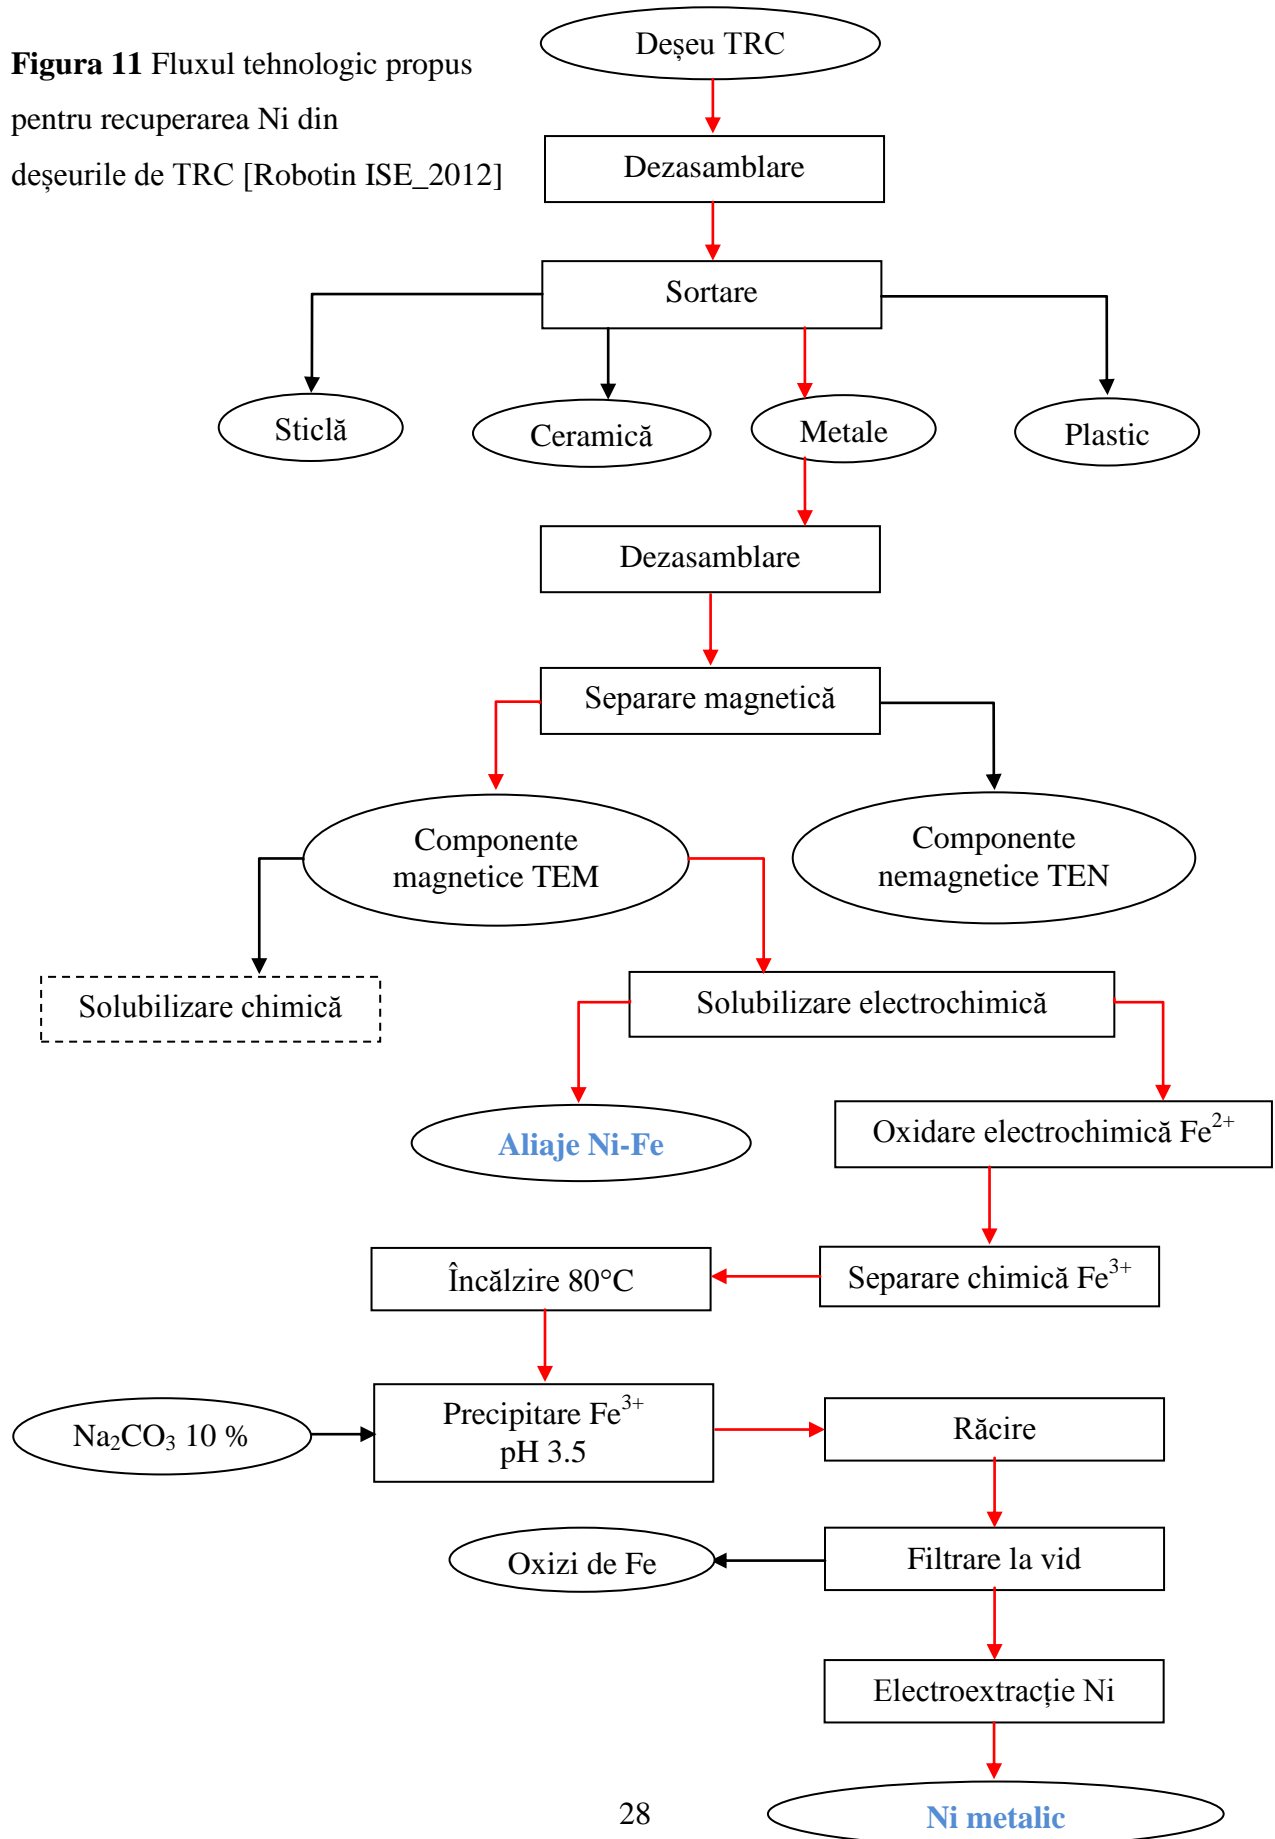 Figura 11 Fluxul tehnologic propus
pentru recuperarea Ni din
deșeurile de TRC [Robotin ISE_2012]
Deșeu TRC
Dezasamblare
Sortare
Sticlă
Ceramică
Metale
Plastic
Dezasamblare
Separare magnetică
Componente
magnetice TEM
Componente
nemagnetice TEN
Solubilizare chimică
Solubilizare electrochimică
Aliaje Ni-Fe
Oxidare electrochimică Fe²⁺
Separare chimică Fe³⁺
Încălzire 80°C
Na₂CO₃ 10 %
Precipitare Fe³⁺
pH 3.5
Răcire
Oxizi de Fe
Filtrare la vid
Electroextracție Ni
Ni metalic
28